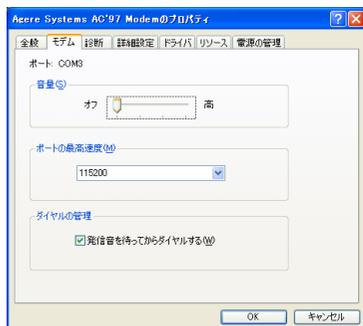 Agere Systems AC'97 Modemのプロパティ
全般 モデム 診断 詳細設定 ドライバ リソース 電源の管理
ポート: COM3
音量(S)
オフ 高
ポートの最高速度(M)
115200
ダイヤルの管理
発信音を待ってからダイヤルする(W)
OK キャンセル